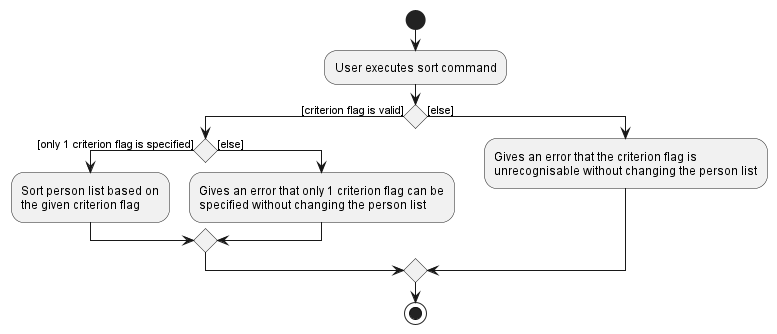 User executes sort command
[criterion flag is valid]
[else]
[only 1 criterion flag is specified]
[else]
Gives an error that the criterion flag is
unrecognisable without changing the person list
Sort person list based on
the given criterion flag
Gives an error that only 1 criterion flag can be
specified without changing the person list